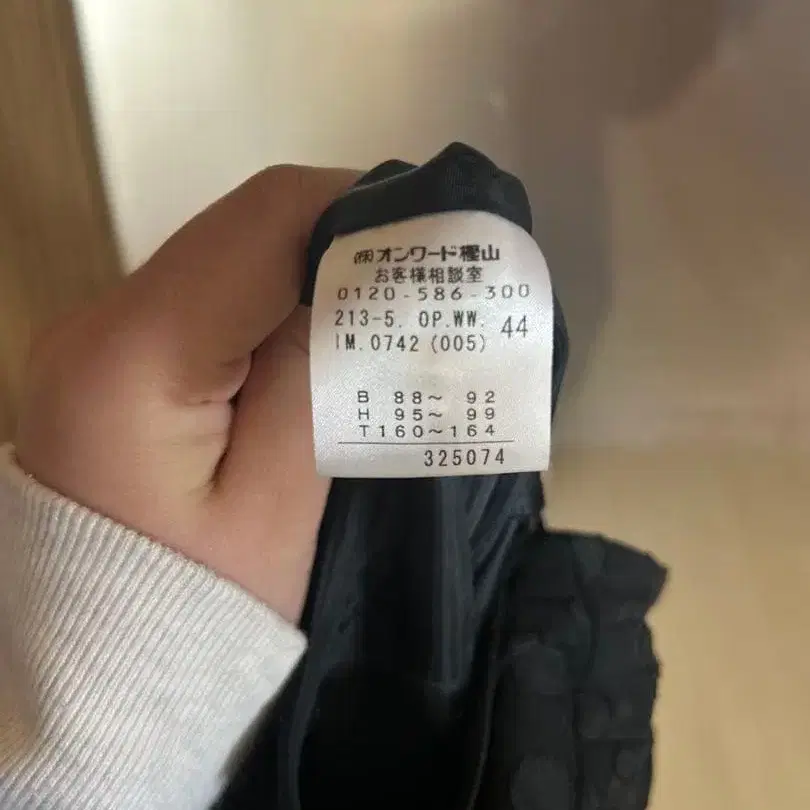 ㈱オンワード樫山
お客様相談室
0120-586-300
213-5. OP.WW. 44
IM.0742 (005)
B 88～ 92
H 95～ 99
T160～164
325074